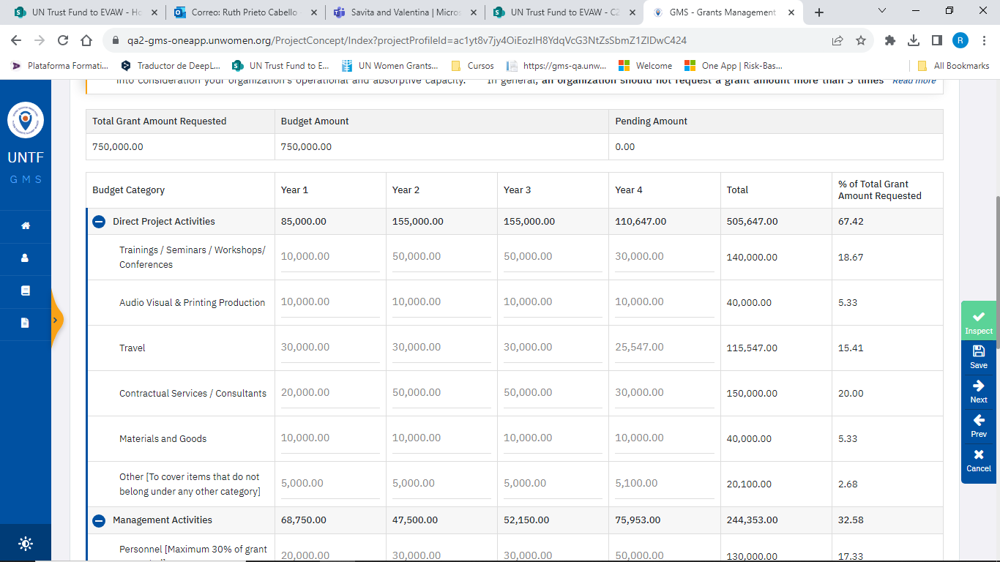 UN Trust Fund to EVAW - Ho
Correo: Ruth Prieto Cabello
Savita and Valentina | Micros
UN Trust Fund to EVAW - C2
GMS - Grants Management
qa2-gms-oneapp.unwomen.org/ProjectConcept/Index?projectProfileId=ac1yt8v7jy4OiEozIH8YdqVcG3NtZsSbmZ1ZIDwC424
R
Plataforma Formati...
Traductor de DeepL...
UN Trust Fund to E...
UN Women Grants...
Cursos
https://gms-qa.unw...
Welcome
One App | Risk-Bas...
All Bookmarks
into consideration your organization's operational and absorptive capacity. In general, an organization should not request a grant amount more than 3 times Read more
UNTF
GMS
Total Grant Amount Requested Budget Amount Pending Amount
750,000.00 750,000.00 0.00
Budget Category Year 1 Year 2 Year 3 Year 4 Total % of Total Grant
Amount Requested
Direct Project Activities 85,000.00 155,000.00 155,000.00 110,647.00 505,647.00 67.42
Trainings / Seminars / Workshops/
Conferences
10,000.00 50,000.00 50,000.00 30,000.00 140,000.00 18.67
Audio Visual & Printing Production 10,000.00 10,000.00 10,000.00 10,000.00 40,000.00 5.33
Travel 30,000.00 30,000.00 30,000.00 25,547.00 115,547.00 15.41
Contractual Services / Consultants 20,000.00 50,000.00 50,000.00 30,000.00 150,000.00 20.00
Materials and Goods 10,000.00 10,000.00 10,000.00 10,000.00 40,000.00 5.33
Other [To cover items that do not
belong under any other category]
5,000.00 5,000.00 5,000.00 5,100.00 20,100.00 2.68
Management Activities 68,750.00 47,500.00 52,150.00 75,953.00 244,353.00 32.58
Personnel [Maximum 30% of grant
20,000.00 30,000.00 30,000.00 50,000.00 130,000.00 17.33
Inspect
Save
Next
Prev
Cancel